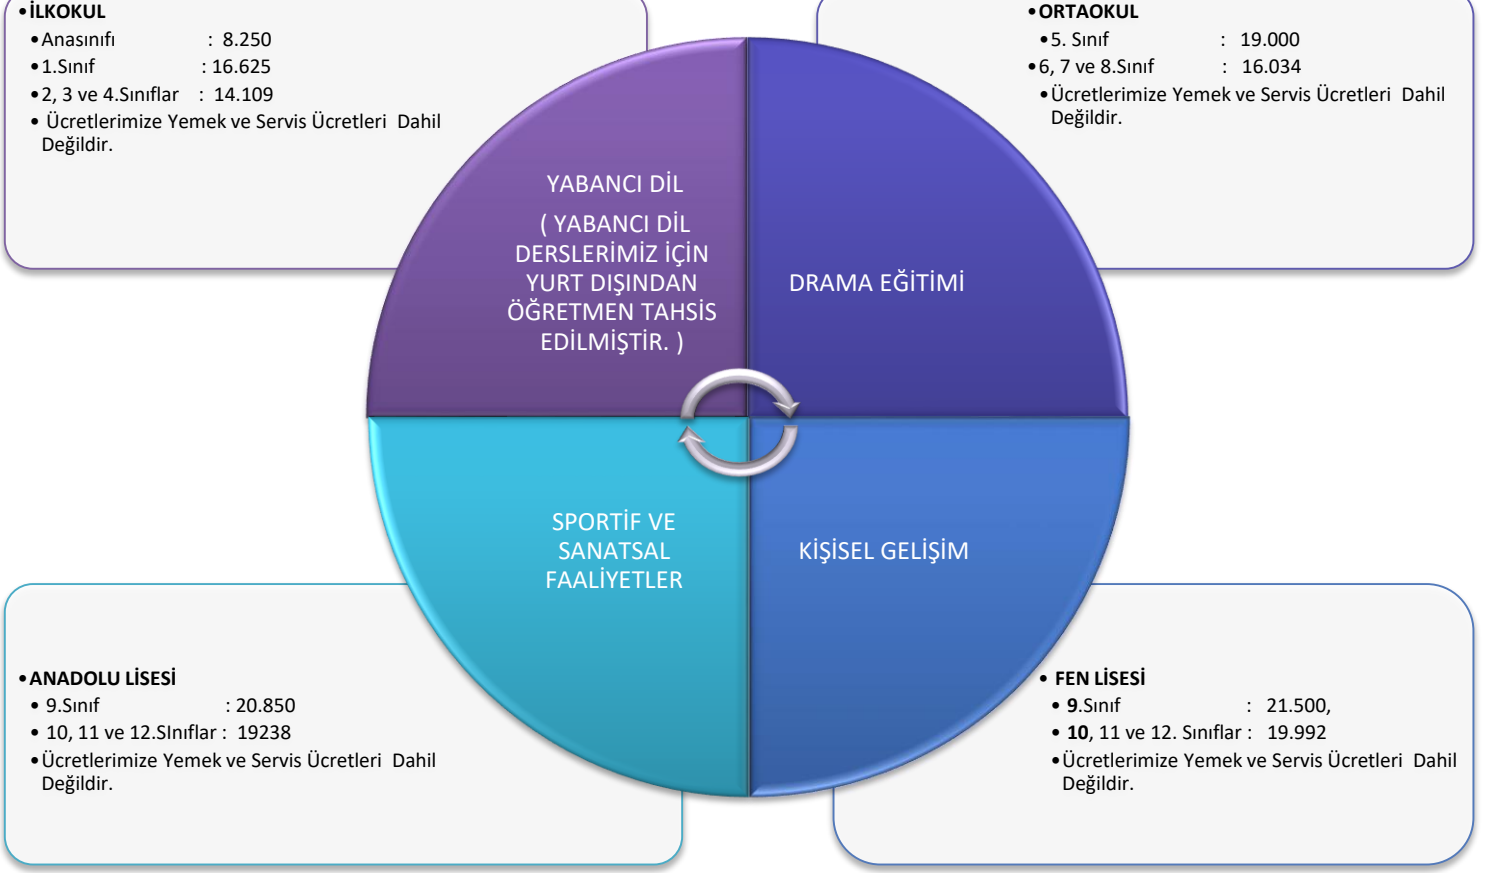 •İLKOKUL
•Anasınıfı : 8.250
•1.Sınıf : 16.625
•2, 3 ve 4.Sınıflar : 14.109
• Ücretlerimize Yemek ve Servis Ücretleri Dahil
Değildir.
•ORTAOKUL
•5. Sınıf : 19.000
•6, 7 ve 8.Sınıf : 16.034
•Ücretlerimize Yemek ve Servis Ücretleri Dahil
Değildir.
YABANCI DİL
( YABANCI DİL
DERSLERİMİZ İÇİN
YURT DIŞINDAN
ÖĞRETMEN TAHSİS
EDİLMİŞTİR. )
DRAMA EĞİTİMİ
SPORTİF VE
SANATSAL
FAALİYETLER
KİŞİSEL GELİŞİM
•ANADOLU LİSESİ
• 9.Sınıf : 20.850
• 10, 11 ve 12.SInıflar : 19238
•Ücretlerimize Yemek ve Servis Ücretleri Dahil
Değildir.
• FEN LİSESİ
• 9.Sınıf : 21.500,
• 10, 11 ve 12. Sınıflar : 19.992
•Ücretlerimize Yemek ve Servis Ücretleri Dahil
Değildir.